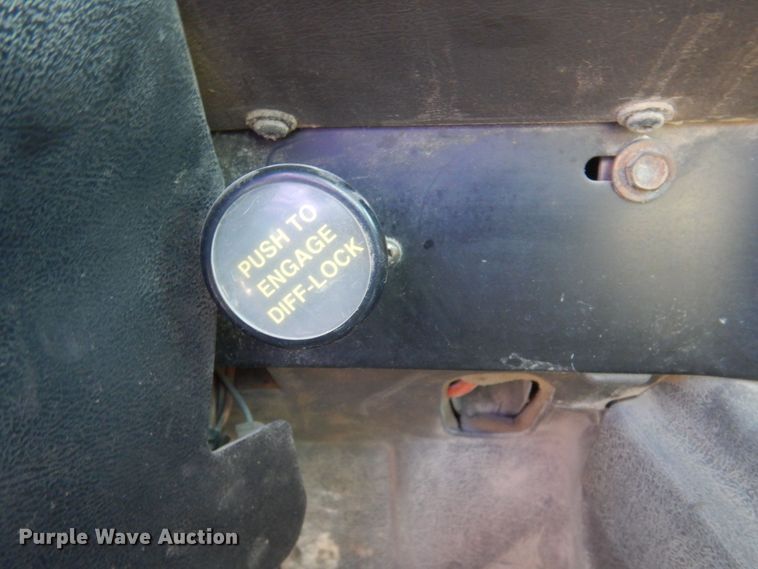 PUSH TO
ENGAGE
DIFF-LOCK
Purple Wave Auction